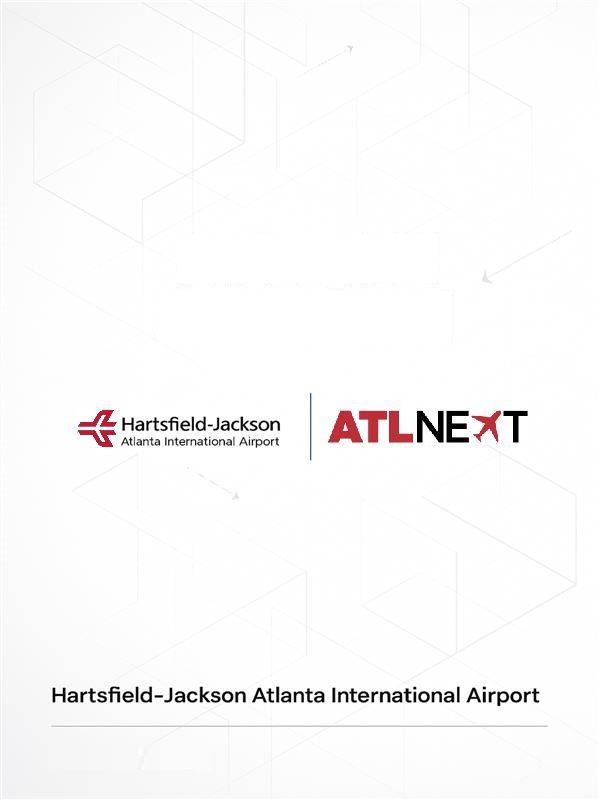 Hartsfield-Jackson
Atlanta International Airport
ATLNEXT
Hartsfield-Jackson Atlanta International Airport